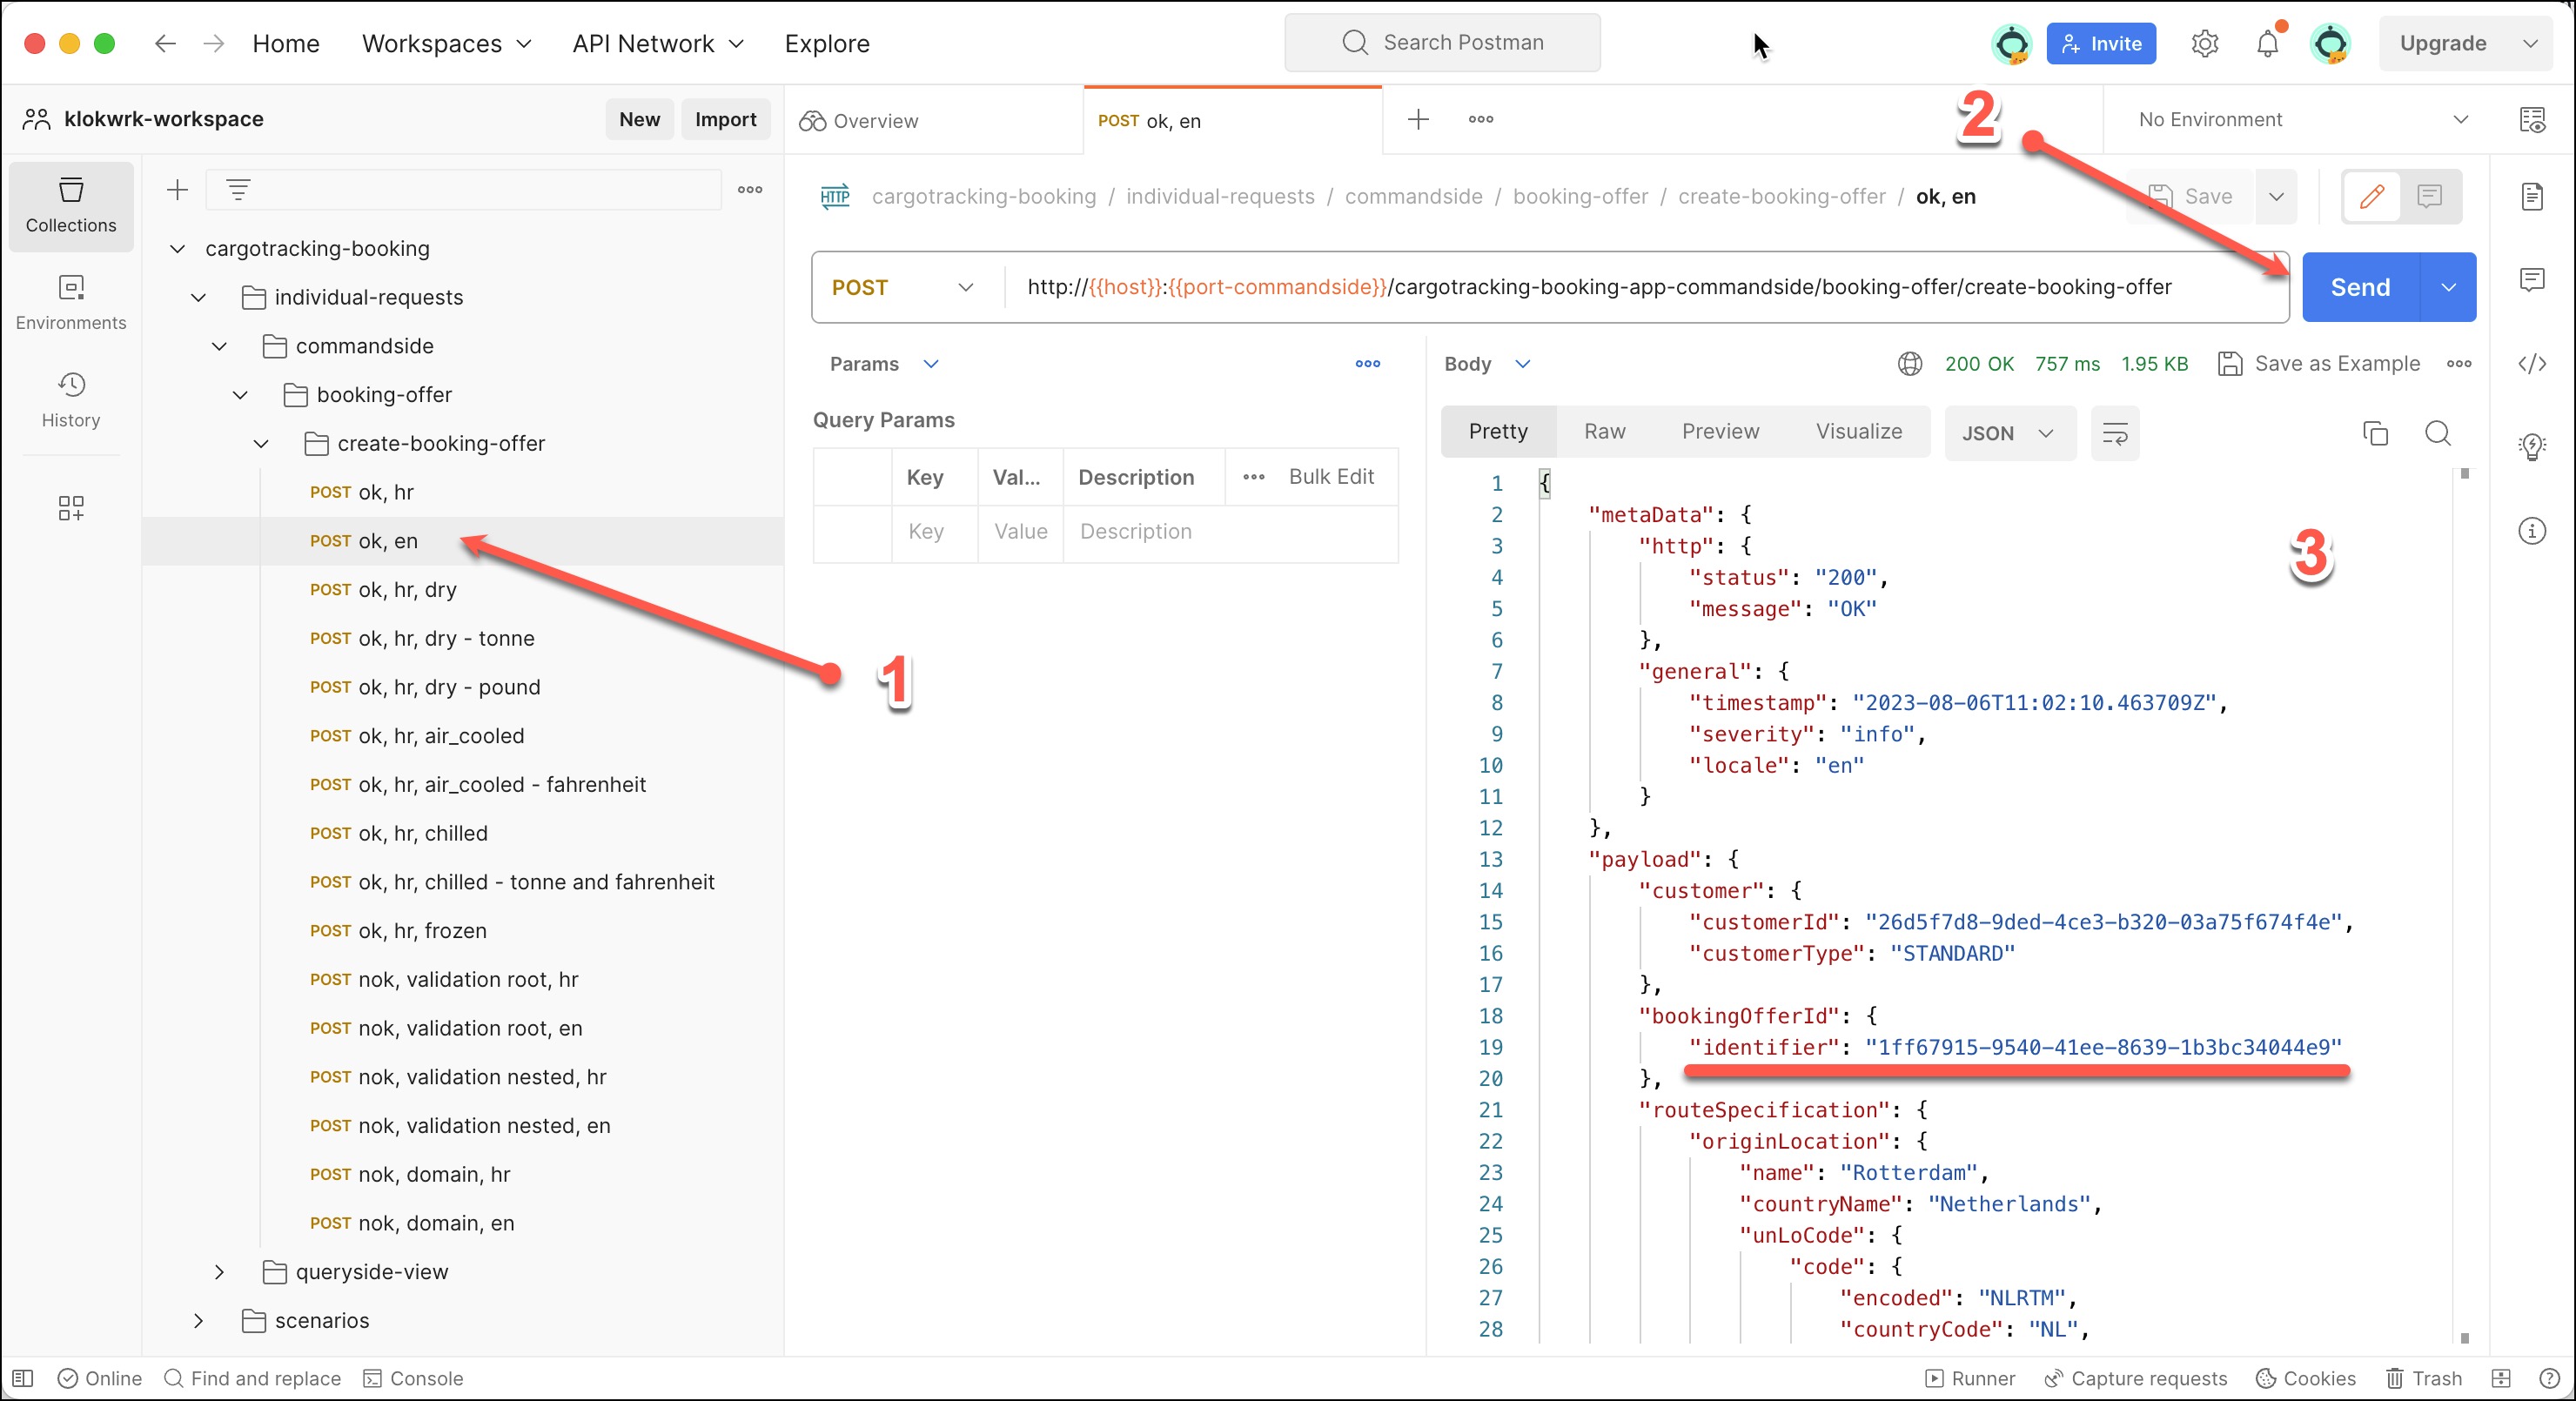 Home Workspaces API Network Explore Search Postman Invite Upgrade
klokwrk-workspace New Import Overview POST ok, en No Environment
2
Collections
Environments
History
cargotracking-booking
individual-requests
commandside
booking-offer
create-booking-offer
POST ok, hr
POST ok, en
POST ok, hr, dry
POST ok, hr, dry - tonne
POST ok, hr, dry - pound
POST ok, hr, air_cooled
POST ok, hr, air_cooled - fahrenheit
POST ok, hr, chilled
POST ok, hr, chilled - tonne and fahrenheit
POST ok, hr, frozen
POST nok, validation root, hr
POST nok, validation root, en
POST nok, validation nested, hr
POST nok, validation nested, en
POST nok, domain, hr
POST nok, domain, en
queryside-view
scenarios
1
HTTP cargotracking-booking / individual-requests / commandside / booking-offer / create-booking-offer / ok, en Save
POST http://{{host}}:{{port-commandside}}/cargotracking-booking-app-commandside/booking-offer/create-booking-offer Send
Params
Query Params
Key Val... Description Bulk Edit
Key Value Description
Body 200 OK 757 ms 1.95 KB Save as Example
Pretty Raw Preview Visualize JSON
3
1 {
2 "metaData": {
3 "http": {
4 "status": "200",
5 "message": "OK"
6 },
7 "general": {
8 "timestamp": "2023-08-06T11:02:10.463709Z",
9 "severity": "info",
10 "locale": "en"
11 }
12 },
13 "payload": {
14 "customer": {
15 "customerId": "26d5f7d8-9ded-4ce3-b320-03a75f674f4e",
16 "customerType": "STANDARD"
17 },
18 "bookingOfferId": {
19 "identifier": "1ff67915-9540-41ee-8639-1b3bc34044e9"
20 },
21 "routeSpecification": {
22 "originLocation": {
23 "name": "Rotterdam",
24 "countryName": "Netherlands",
25 "unLoCode": {
26 "code": {
27 "encoded": "NLRTM",
28 "countryCode": "NL",
Online Find and replace Console Runner Capture requests Cookies Trash